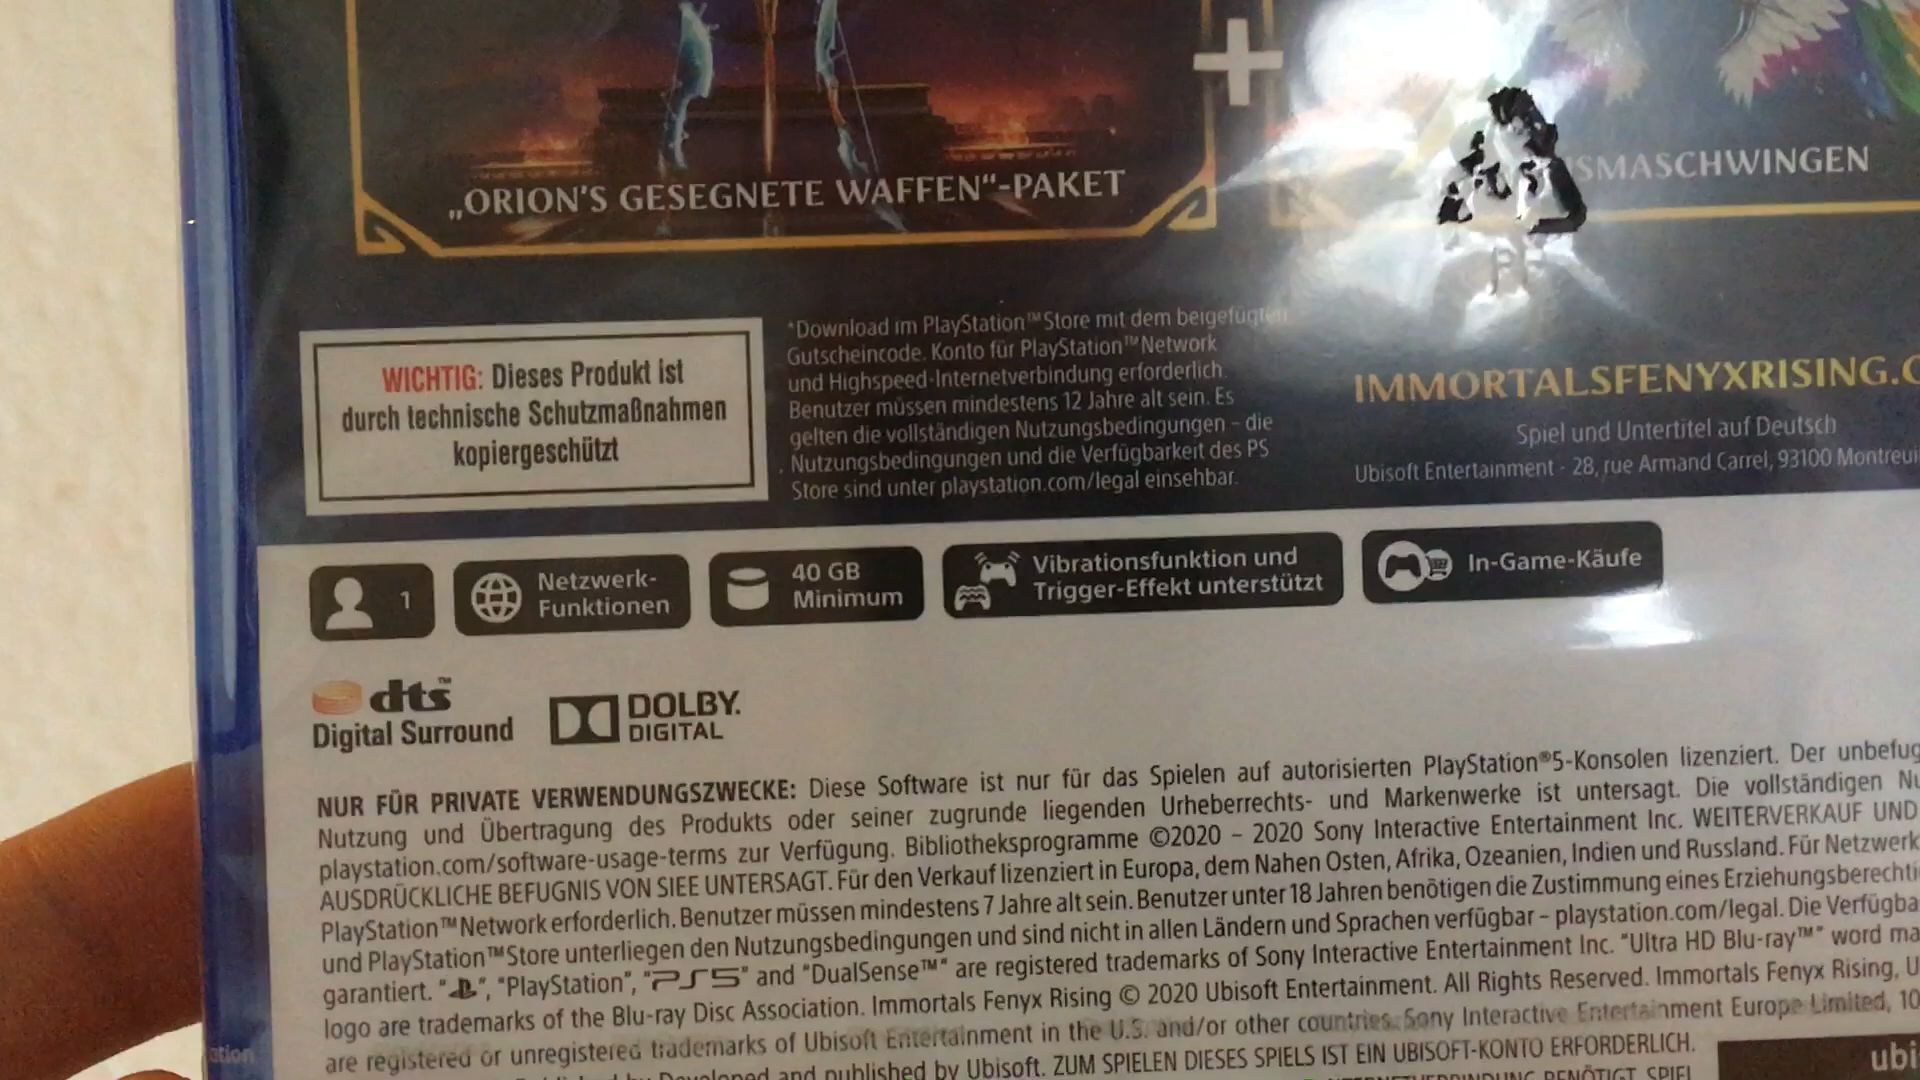 „ORION'S GESEGNETE WAFFEN“-PAKET
SMASCHWINGEN
WICHTIG: Dieses Produkt ist
durch technische Schutzmaßnahmen
kopiergeschützt
*Download im PlayStation™Store mit dem beigefügten
Gutscheincode. Konto für PlayStation™Network
und Highspeed-Internetverbindung erforderlich.
Benutzer müssen mindestens 12 Jahre alt sein. Es
gelten die vollständigen Nutzungsbedingungen – die
Nutzungsbedingungen und die Verfügbarkeit des PS
Store sind unter playstation.com/legal einsehbar.
IMMORTALSFENYXRISING.C
Spiel und Untertitel auf Deutsch
Ubisoft Entertainment - 28, rue Armand Carrel, 93100 Montreui
1
Netzwerk-
Funktionen
40 GB
Minimum
Vibrationsfunktion und
Trigger-Effekt unterstützt
In-Game-Käufe
dts™
Digital Surround
DOLBY.
DIGITAL
NUR FÜR PRIVATE VERWENDUNGSZWECKE: Diese Software ist nur für das Spielen auf autorisierten PlayStation®5-Konsolen lizenziert. Der unbefug
Nutzung und Übertragung des Produkts oder seiner zugrunde liegenden Urheberrechts- und Markenwerke ist untersagt. Die vollständigen Nu
playstation.com/software-usage-terms zur Verfügung. Bibliotheksprogramme ©2020 – 2020 Sony Interactive Entertainment Inc. WEITERVERKAUF UND
AUSDRÜCKLICHE BEFUGNIS VON SIEE UNTERSAGT. Für den Verkauf lizenziert in Europa, dem Nahen Osten, Afrika, Ozeanien, Indien und Russland. Für Netzwerk
PlayStation™Network erforderlich. Benutzer müssen mindestens 7 Jahre alt sein. Benutzer unter 18 Jahren benötigen die Zustimmung eines Erziehungsberechti
und PlayStation™Store unterliegen den Nutzungsbedingungen und sind nicht in allen Ländern und Sprachen verfügbar – playstation.com/legal. Die Verfügba
garantiert. "", "PlayStation", "PS5" and "DualSense™" are registered trademarks of Sony Interactive Entertainment Inc. "Ultra HD Blu-ray™" word ma
logo are trademarks of the Blu-ray Disc Association. Immortals Fenyx Rising © 2020 Ubisoft Entertainment. All Rights Reserved. Immortals Fenyx Rising, U
are registered or unregistered trademarks of Ubisoft Entertainment in the U.S. and/or other countries. Sony Interactive Entertainment Europe Limited, 10
Developed and published by Ubisoft. ZUM SPIELEN DIESES SPIELS IST EIN UBISOFT-KONTO ERFORDERLICH.
BENÖTIGT SPIEL
ubi
ation